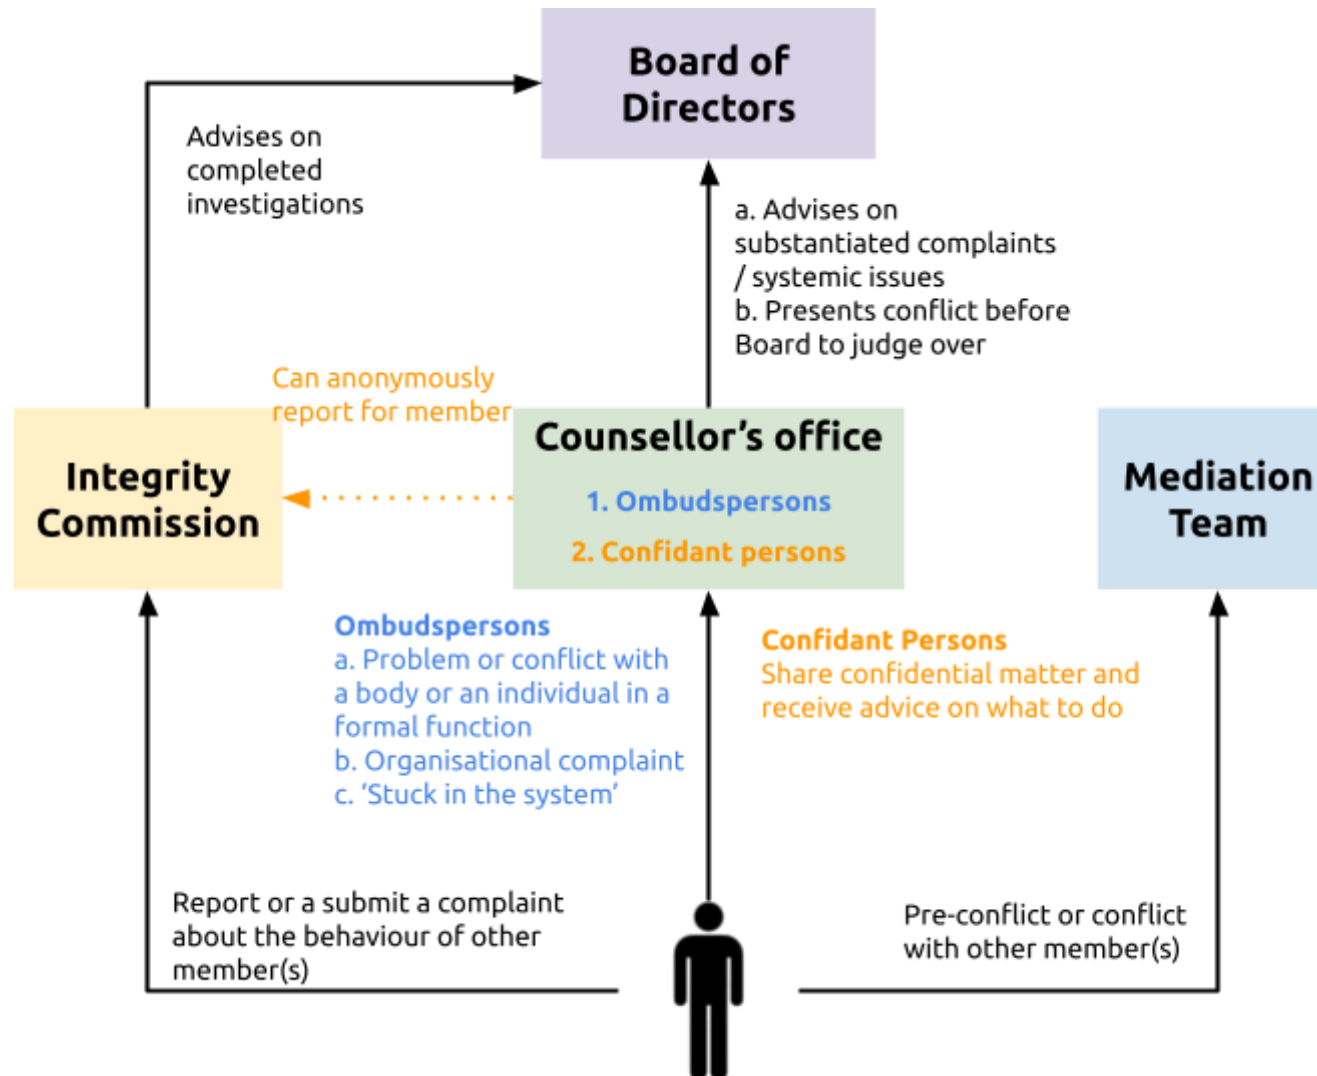 Board of
Directors
Advises on
completed
investigations
a. Advises on
substantiated complaints
/ systemic issues
b. Presents conflict before
Board to judge over
Can anonymously
report for member
Integrity
Commission
Counsellor's office
1. Ombudspersons
2. Confidant persons
Mediation
Team
Ombudspersons
a. Problem or conflict with
a body or an individual in a
formal function
b. Organisational complaint
c. ‘Stuck in the system’
Confidant Persons
Share confidential matter and
receive advice on what to do
Report or a submit a complaint
about the behaviour of other
member(s)
Pre-conflict or conflict
with other member(s)